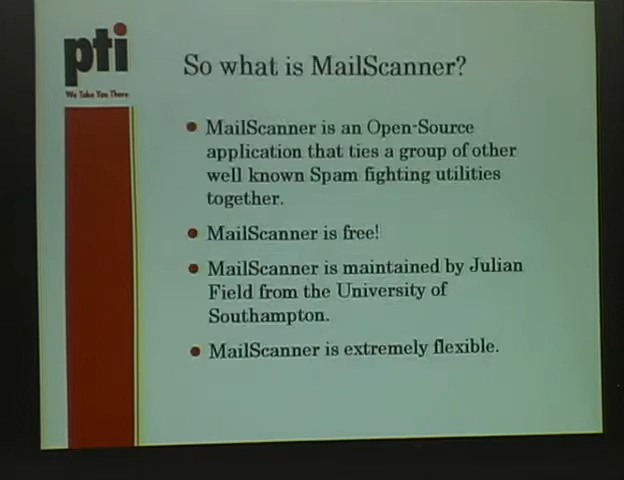 pti
We Take You There.
So what is MailScanner?
MailScanner is an Open-Source
application that ties a group of other
well known Spam fighting utilities
together.
MailScanner is free!
MailScanner is maintained by Julian
Field from the University of
Southampton.
MailScanner is extremely flexible.